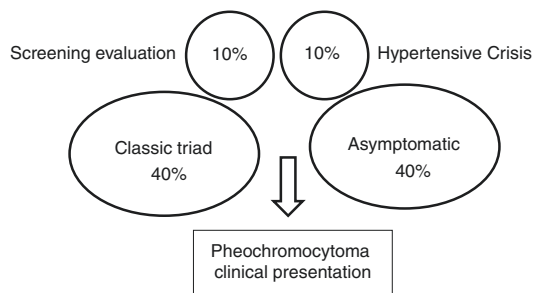 Screening evaluation
10%
10%
Hypertensive Crisis
Classic triad
40%
Asymptomatic
40%
Pheochromocytoma
clinical presentation